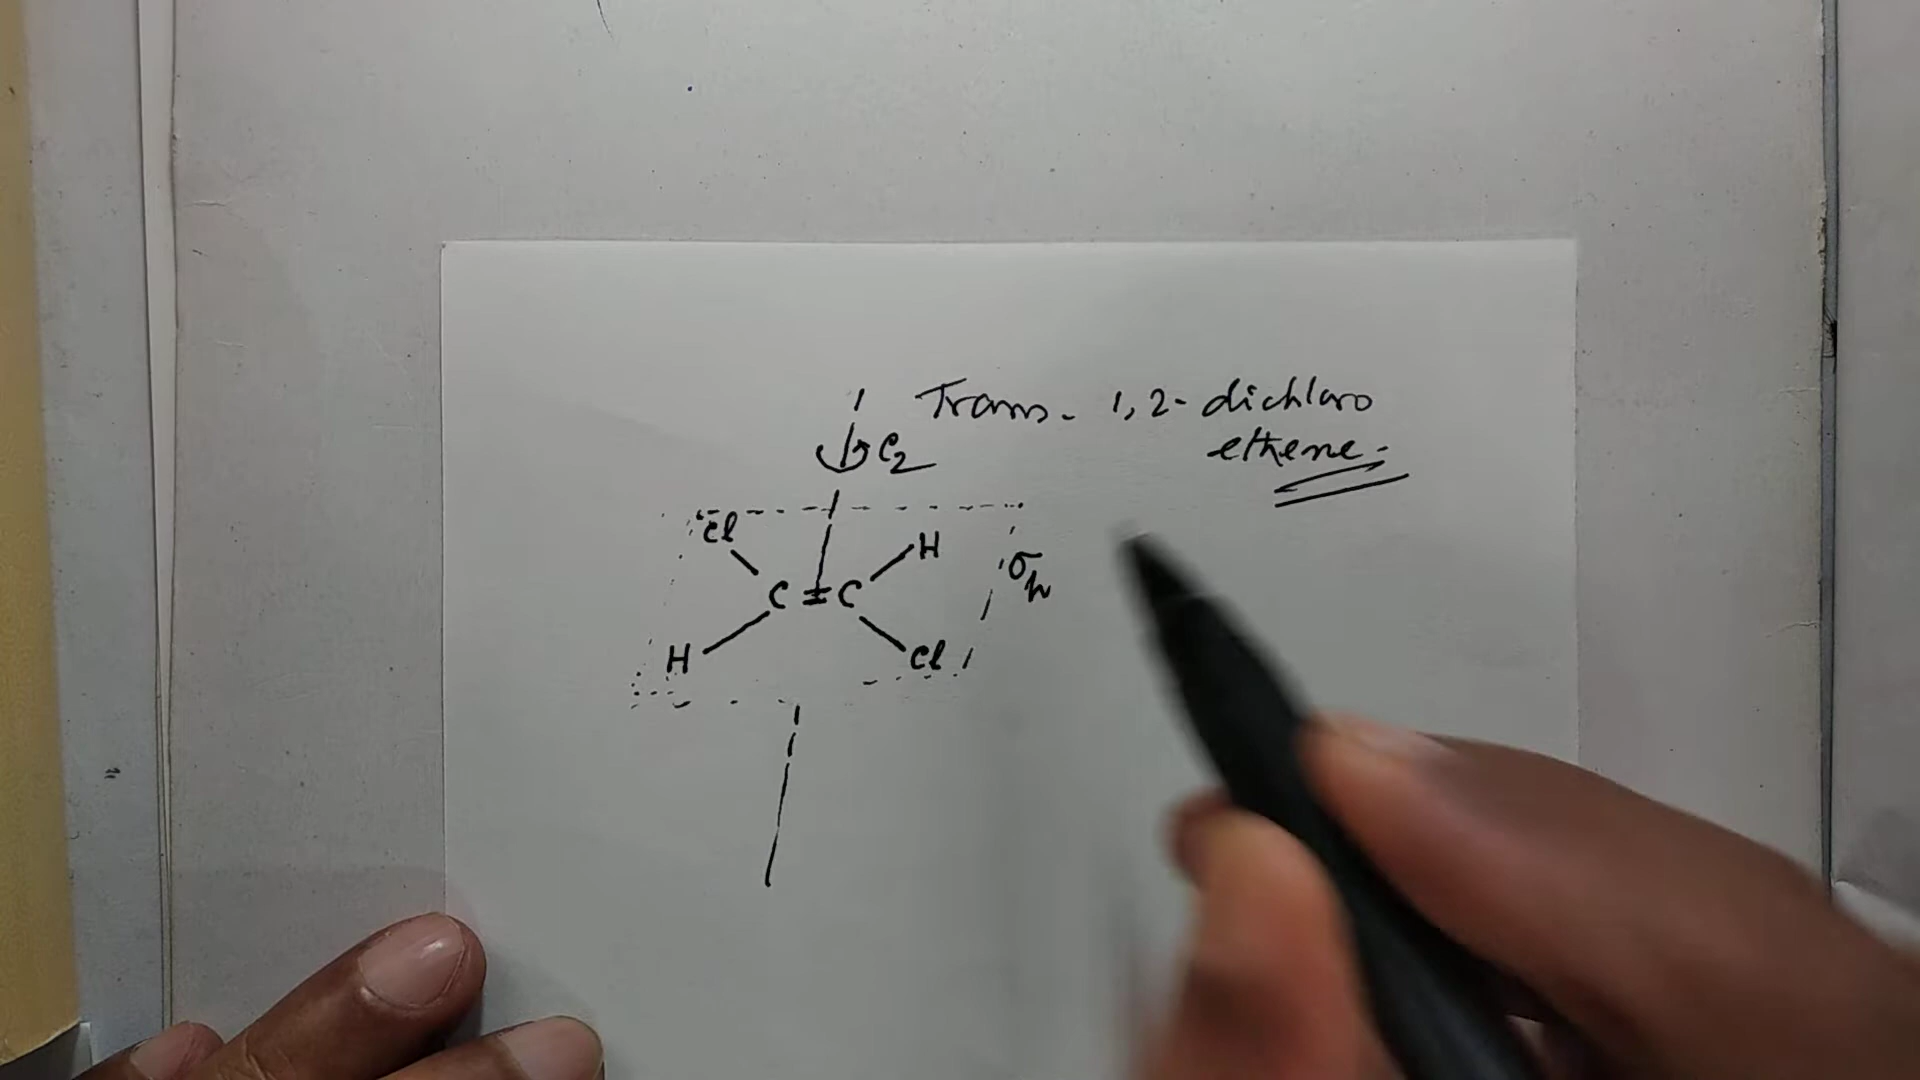 Trans- 1,2- dichloro
ethene.
C2
Cl
H
C=C
σh
H
Cl